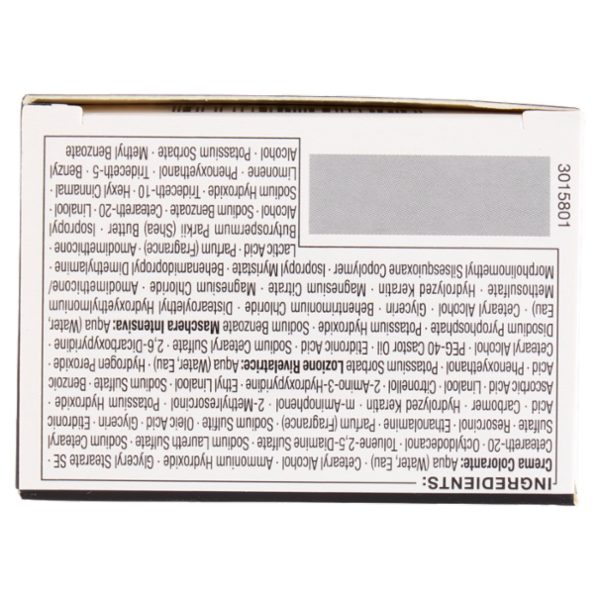 INGREDIENTS:
Crema Colorante: Aqua (Water, Eau) · Cetearyl Alcohol · Ammonium Hydroxide · Glyceryl Stearate SE
Ceteareth-20 · Octyldodecanol · Toluene-2,5-Diamine Sulfate · Sodium Laureth Sulfate · Sodium Cetearyl
Sulfate · Resorcinol · Ethanolamine · Parfum (Fragrance) · Sodium Sulfite · Oleic Acid · Glycerin · Etidronic
Acid · Carbomer · Hydrolyzed Keratin · m-Aminophenol · 2-Methylresorcinol · Potassium Hydroxide
Ascorbic Acid · Linalool · Citronellol · 2-Amino-3-Hydroxypyridine · Ethyl Linalool · Sodium Sulfate · Benzoic
Acid · Phenoxyethanol · Potassium Sorbate Lozione Rivelatrice: Aqua (Water, Eau) · Hydrogen Peroxide
Cetearyl Alcohol · PEG-40 Castor Oil · Etidronic Acid · Sodium Cetearyl Sulfate · 2,6-Dicarboxypyridine ·
Disodium Pyrophosphate · Potassium Hydroxide · Sodium Benzoate Maschera Intensiva: Aqua (Water,
Eau) · Cetearyl Alcohol · Glycerin · Behentrimonium Chloride · Distearoylethyl Hydroxyethylmonium
Methosulfate · Hydrolyzed Keratin · Magnesium Citrate · Magnesium Chloride · Amodimethicone/
Morpholinomethyl Silsesquioxane Copolymer · Isopropyl Myristate · Behenamidopropyl Dimethylamine
Lactic Acid · Parfum (Fragrance) · Amodimethicone ·
Butyrospermum Parkii (Shea) Butter · Isopropyl
Alcohol · Sodium Benzoate · Ceteareth-20 · Linalool ·
Sodium Hydroxide · Trideceth-10 · Hexyl Cinnamal ·
Limonene · Phenoxyethanol · Trideceth-5 · Benzyl
Alcohol · Potassium Sorbate · Methyl Benzoate
3015801